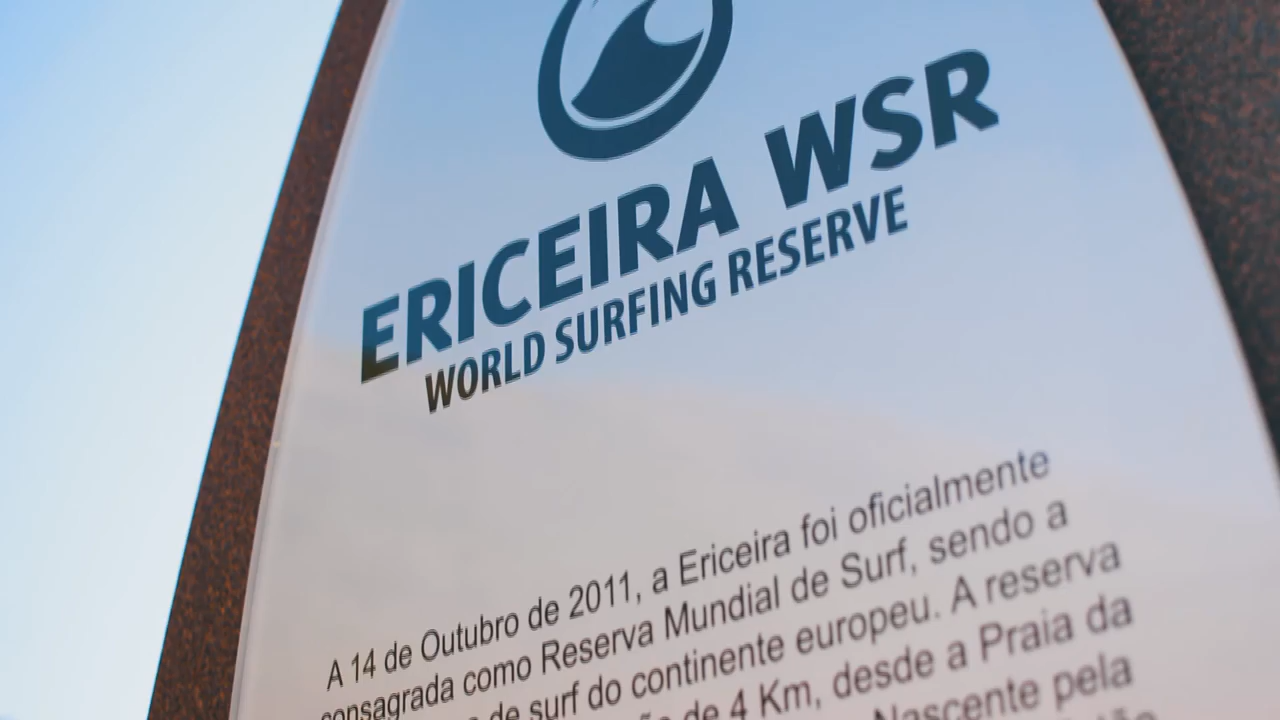 ERICEIRA WSR
WORLD SURFING RESERVE
A 14 de Outubro de 2011, a Ericeira foi oficialmente
consagrada como Reserva Mundial de Surf, sendo a
de surf do continente europeu. A reserva
de 4 Km, desde a Praia da
Nascente pela